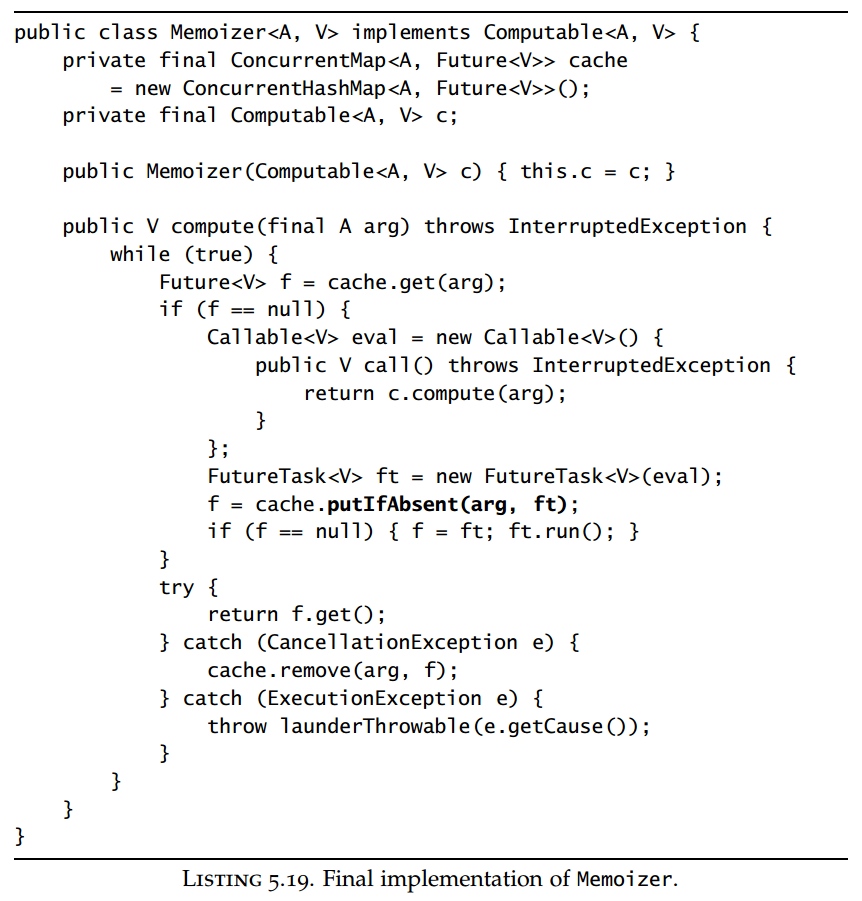 public class Memoizer<A, V> implements Computable<A, V> {
    private final ConcurrentMap<A, Future<V>> cache
        = new ConcurrentHashMap<A, Future<V>>();
    private final Computable<A, V> c;

    public Memoizer(Computable<A, V> c) { this.c = c; }

    public V compute(final A arg) throws InterruptedException {
        while (true) {
            Future<V> f = cache.get(arg);
            if (f == null) {
                Callable<V> eval = new Callable<V>() {
                    public V call() throws InterruptedException {
                        return c.compute(arg);
                    }
                };
                FutureTask<V> ft = new FutureTask<V>(eval);
                f = cache.putIfAbsent(arg, ft);
                if (f == null) { f = ft; ft.run(); }
            }
            try {
                return f.get();
            } catch (CancellationException e) {
                cache.remove(arg, f);
            } catch (ExecutionException e) {
                throw launderThrowable(e.getCause());
            }
        }
    }
}
LISTING 5.19. Final implementation of Memoizer.